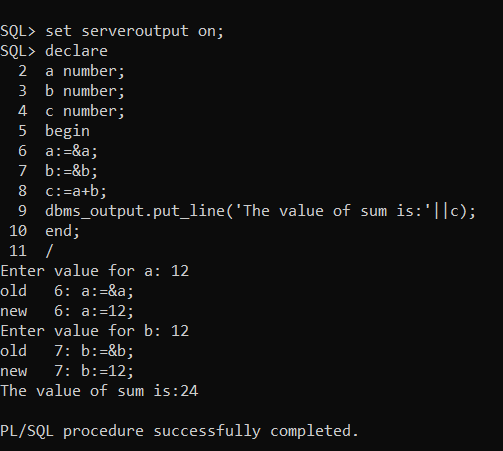 SQL> set serveroutput on;
SQL> declare
  2  a number;
  3  b number;
  4  c number;
  5  begin
  6  a:=&a;
  7  b:=&b;
  8  c:=a+b;
  9  dbms_output.put_line('The value of sum is:'||c);
 10  end;
 11  /
Enter value for a: 12
old   6: a:=&a;
new   6: a:=12;
Enter value for b: 12
old   7: b:=&b;
new   7: b:=12;
The value of sum is:24

PL/SQL procedure successfully completed.